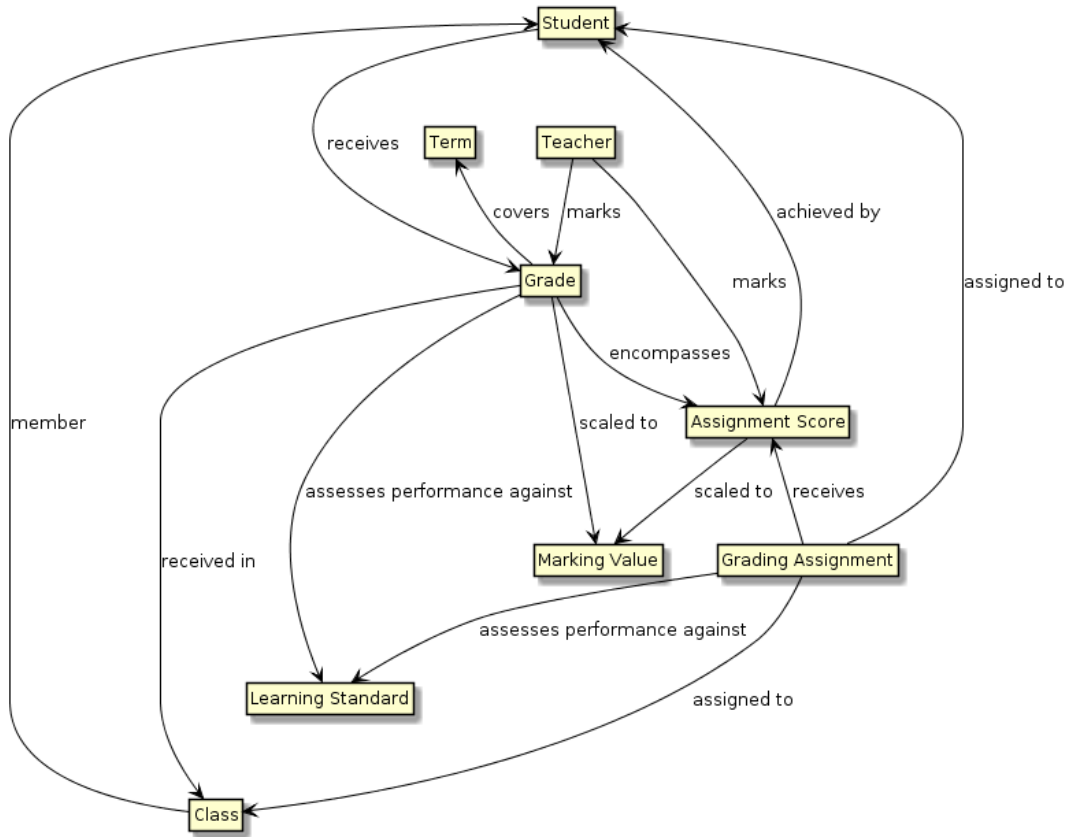 Student
receives
Term
Teacher
covers
marks
achieved by
Grade
marks
assigned to
encompasses
member
scaled to
Assignment Score
assesses performance against
scaled to
receives
received in
Marking Value
Grading Assignment
assesses performance against
Learning Standard
assigned to
Class